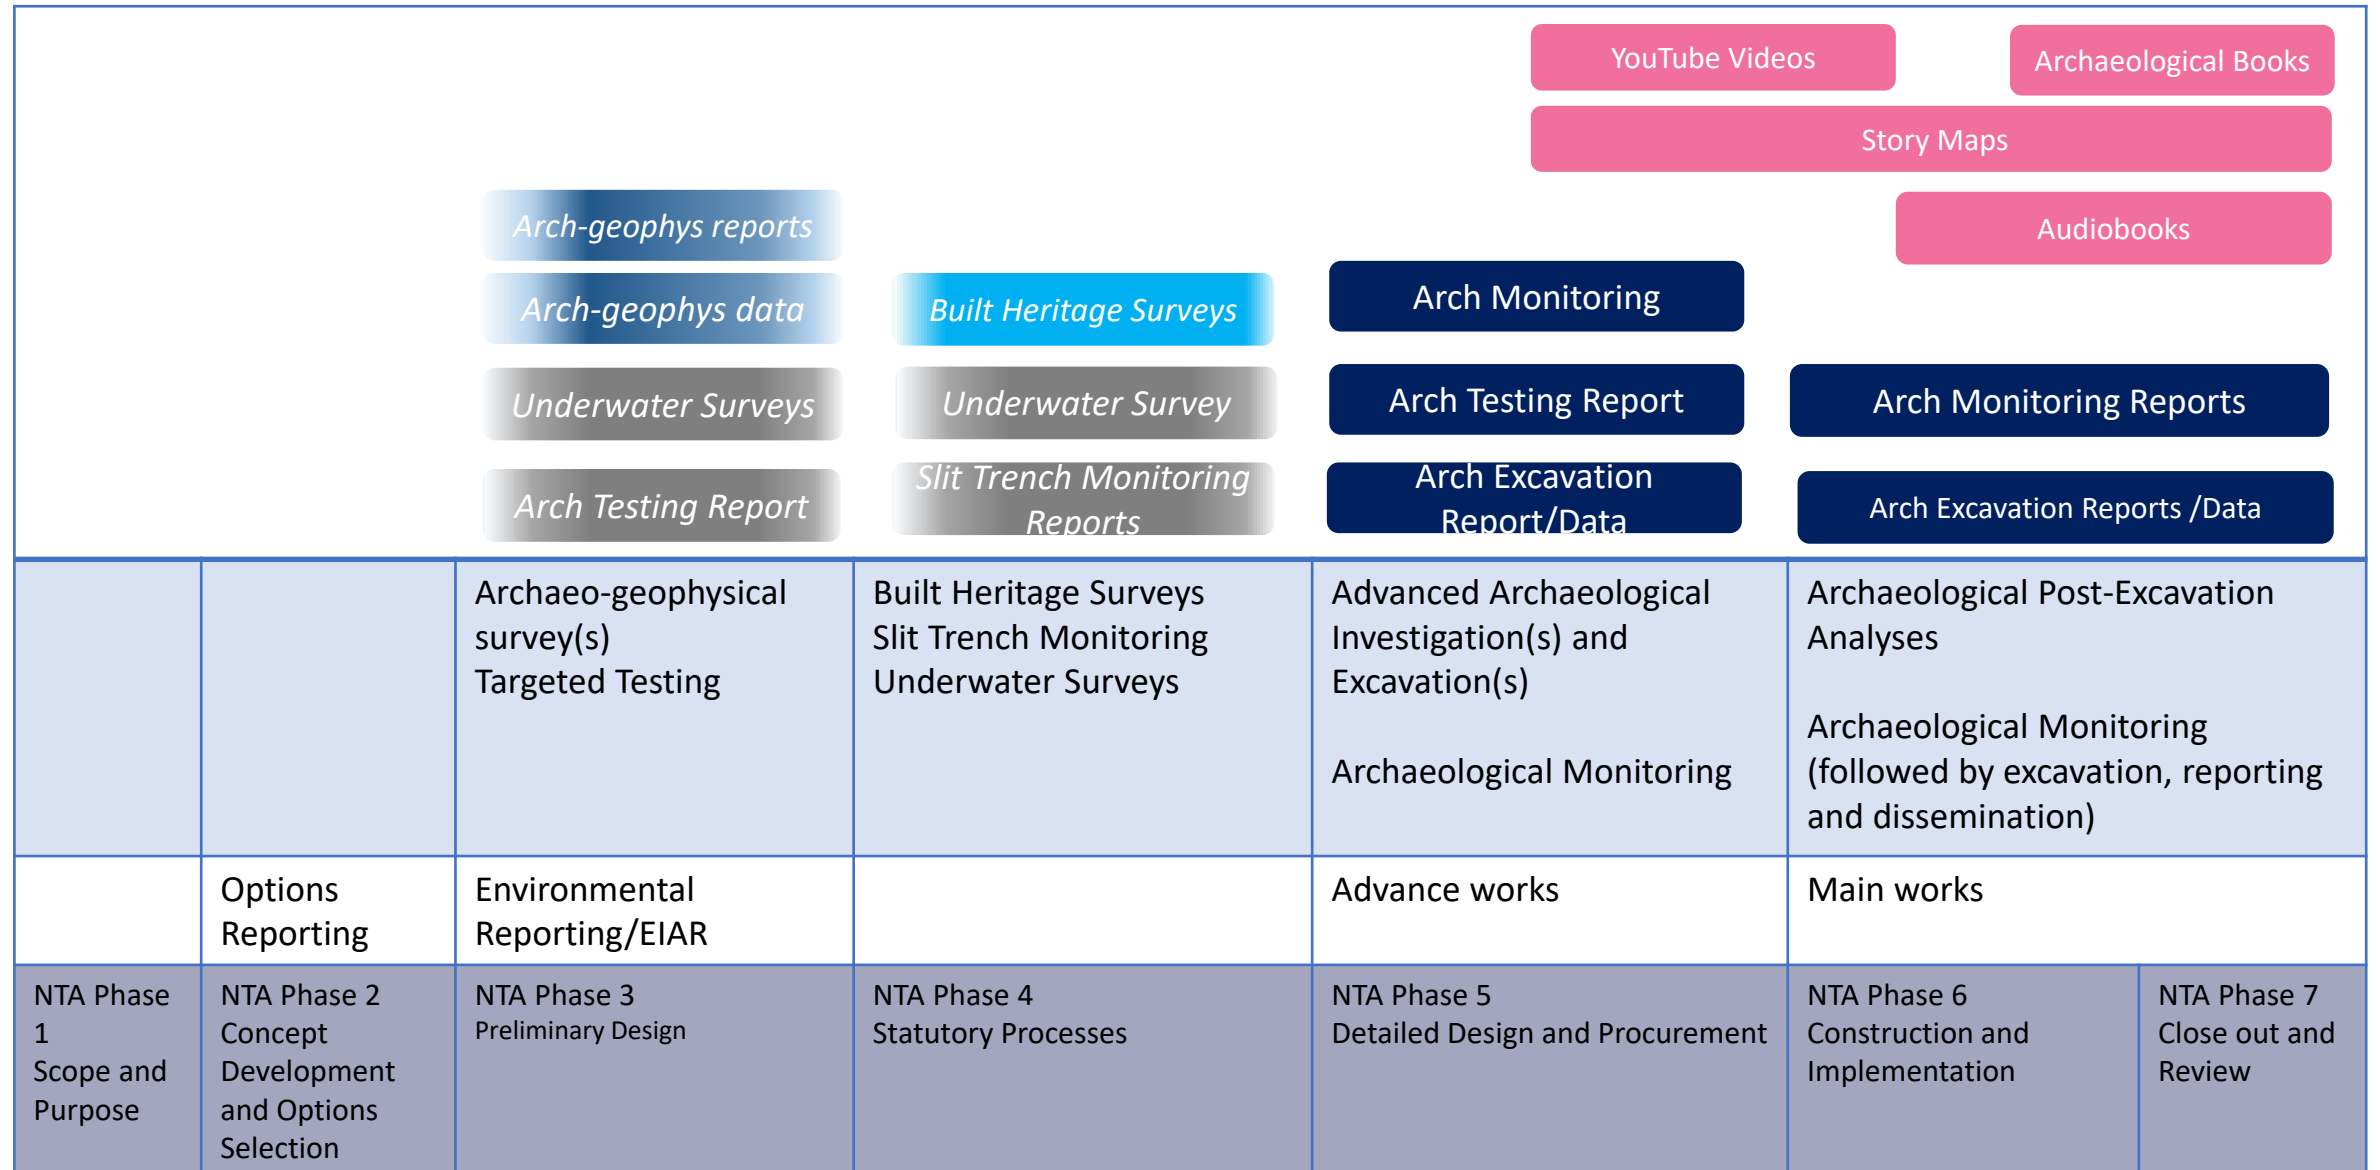 YouTube Videos
Archaeological Books
Story Maps
Audiobooks
Arch-geophys reports
Arch-geophys data
Underwater Surveys
Arch Testing Report
Built Heritage Surveys
Underwater Survey
Slit Trench Monitoring
Reports
Arch Monitoring
Arch Testing Report
Arch Excavation
Report/Data
Arch Monitoring Reports
Arch Excavation Reports /Data
Archaeo-geophysical
survey(s)
Targeted Testing
Built Heritage Surveys
Slit Trench Monitoring
Underwater Surveys
Advanced Archaeological
Investigation(s) and
Excavation(s)
Archaeological Monitoring
Archaeological Post-Excavation
Analyses
Archaeological Monitoring
(followed by excavation, reporting
and dissemination)
Options
Reporting
Environmental
Reporting/EIAR
Advance works
Main works
NTA Phase
1
Scope and
Purpose
NTA Phase 2
Concept
Development
and Options
Selection
NTA Phase 3
Preliminary Design
NTA Phase 4
Statutory Processes
NTA Phase 5
Detailed Design and Procurement
NTA Phase 6
Construction and
Implementation
NTA Phase 7
Close out and
Review